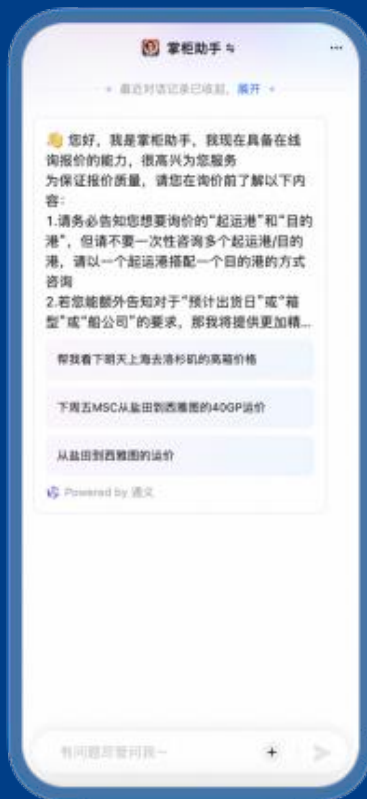 掌柜助手
最近对话记录已收起，展开
👋 您好，我是掌柜助手，我现在具备在线
询报价的能力，很高兴为您服务
为保证报价质量，请您在询价前了解以下内
容：
1.请务必告知您想要询价的“起运港”和“目的
港”，但请不要一次性咨询多个起运港/目的
港，请以一个起运港搭配一个目的港的方式
咨询
2.若您能额外告知对于“预计出货日”或“箱
型”或“船公司”的要求，那我将提供更加精...
帮我看下明天上海去洛杉矶的高箱价格
下周五MSC从盐田到西雅图的40GP运价
从盐田到西雅图的运价
Powered by 通义
有问题尽管问我~